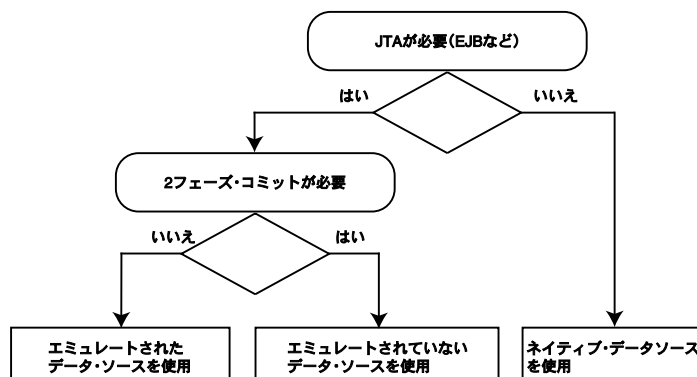 JTAが必要(EJBなど)
はい
いいえ
2フェーズ・コミットが必要
いいえ
はい
エミュレートされた
データ・ソースを使用
エミュレートされていない
データ・ソースを使用
ネイティブ・データソース
を使用